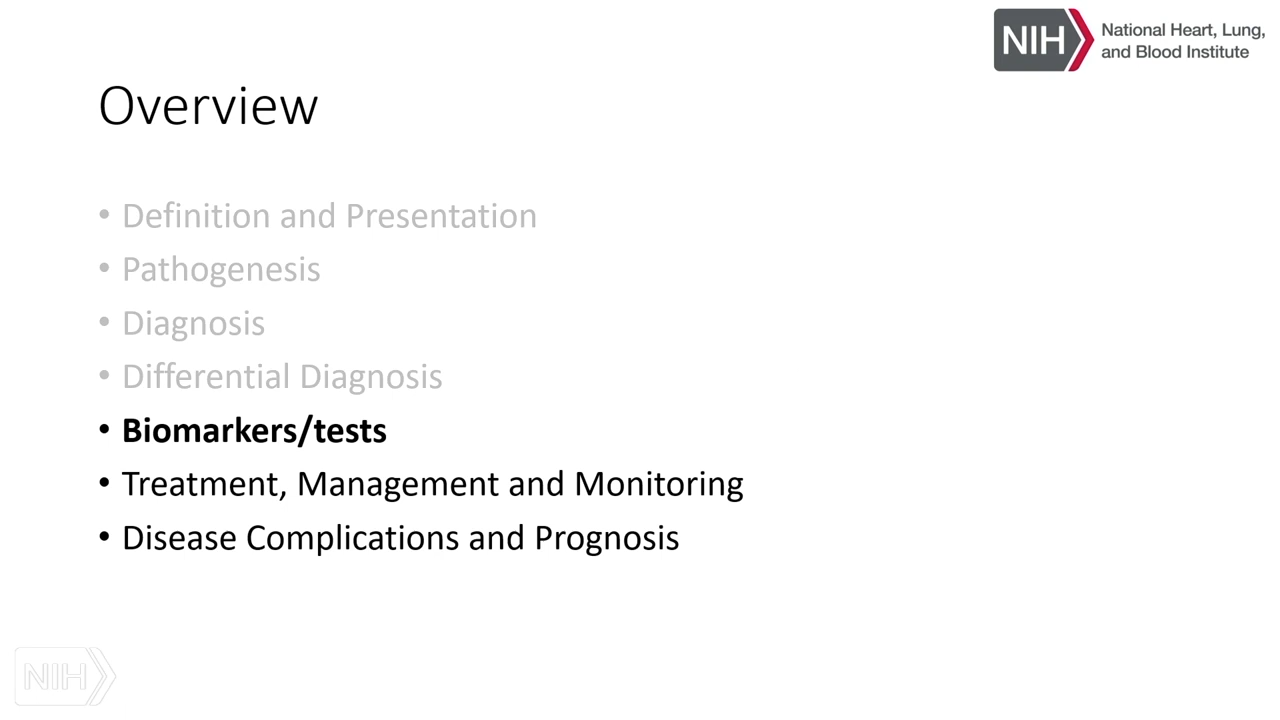 NIH National Heart, Lung,
and Blood Institute
Overview
• Definition and Presentation
• Pathogenesis
• Diagnosis
• Differential Diagnosis
• Biomarkers/tests
• Treatment, Management and Monitoring
• Disease Complications and Prognosis
NIH